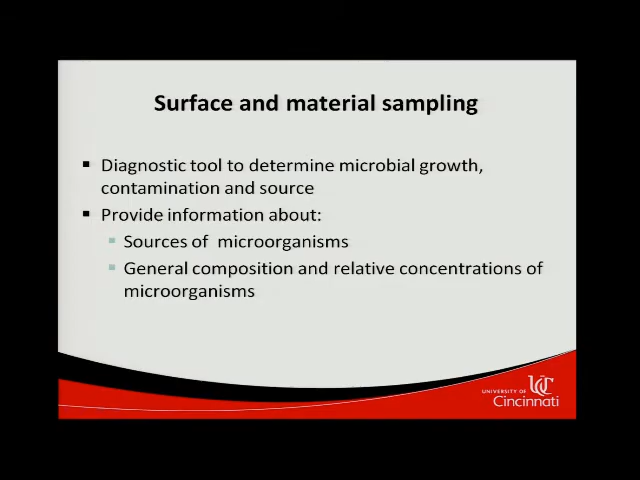 Surface and material sampling
▪ Diagnostic tool to determine microbial growth,
contamination and source
▪ Provide information about:
▪ Sources of microorganisms
▪ General composition and relative concentrations of
microorganisms
UNIVERSITY OF
UC
Cincinnati